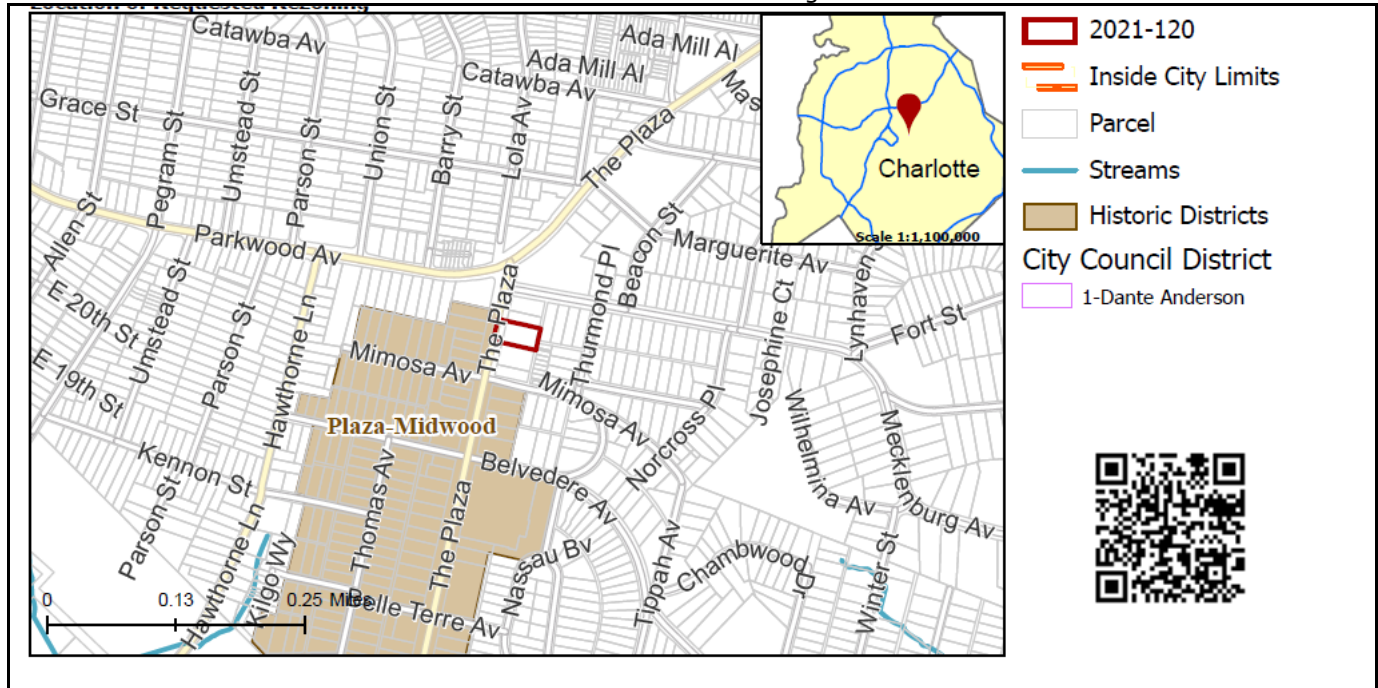 Location of Requested Rezoning
Catawba Av
Ada Mill Al
Ada Mill Al
Catawba Av
Grace St
Pegram St
Umstead St
Parson St
Union St
Barry St
Lola Av
The Plaza
Charlotte
Scale 1:1,100,000
Allen St
Parkwood Av
The Plaza
Thurmond Pl
Beacon St
Marguerite Av
Josephine Ct
Lynhaven
Fort St
E 20th St
Umstead St
Parson St
Hawthorne Ln
Mimosa Av
Mimosa Av
E 19th St
Plaza-Midwood
Norcross Pl
Wilhelmina Av
Mecklenburg Av
Kennon St
Belvedere Av
Parson St
Thomas Av
The Plaza
Nassau Bv
Tippah Av
Chambwood Dr
Winter St
Hawthorne Ln
Kilgo Wy
Belle Terre Av
0 0.13 0.25 Miles
2021-120
Inside City Limits
Parcel
Streams
Historic Districts
City Council District
1-Dante Anderson